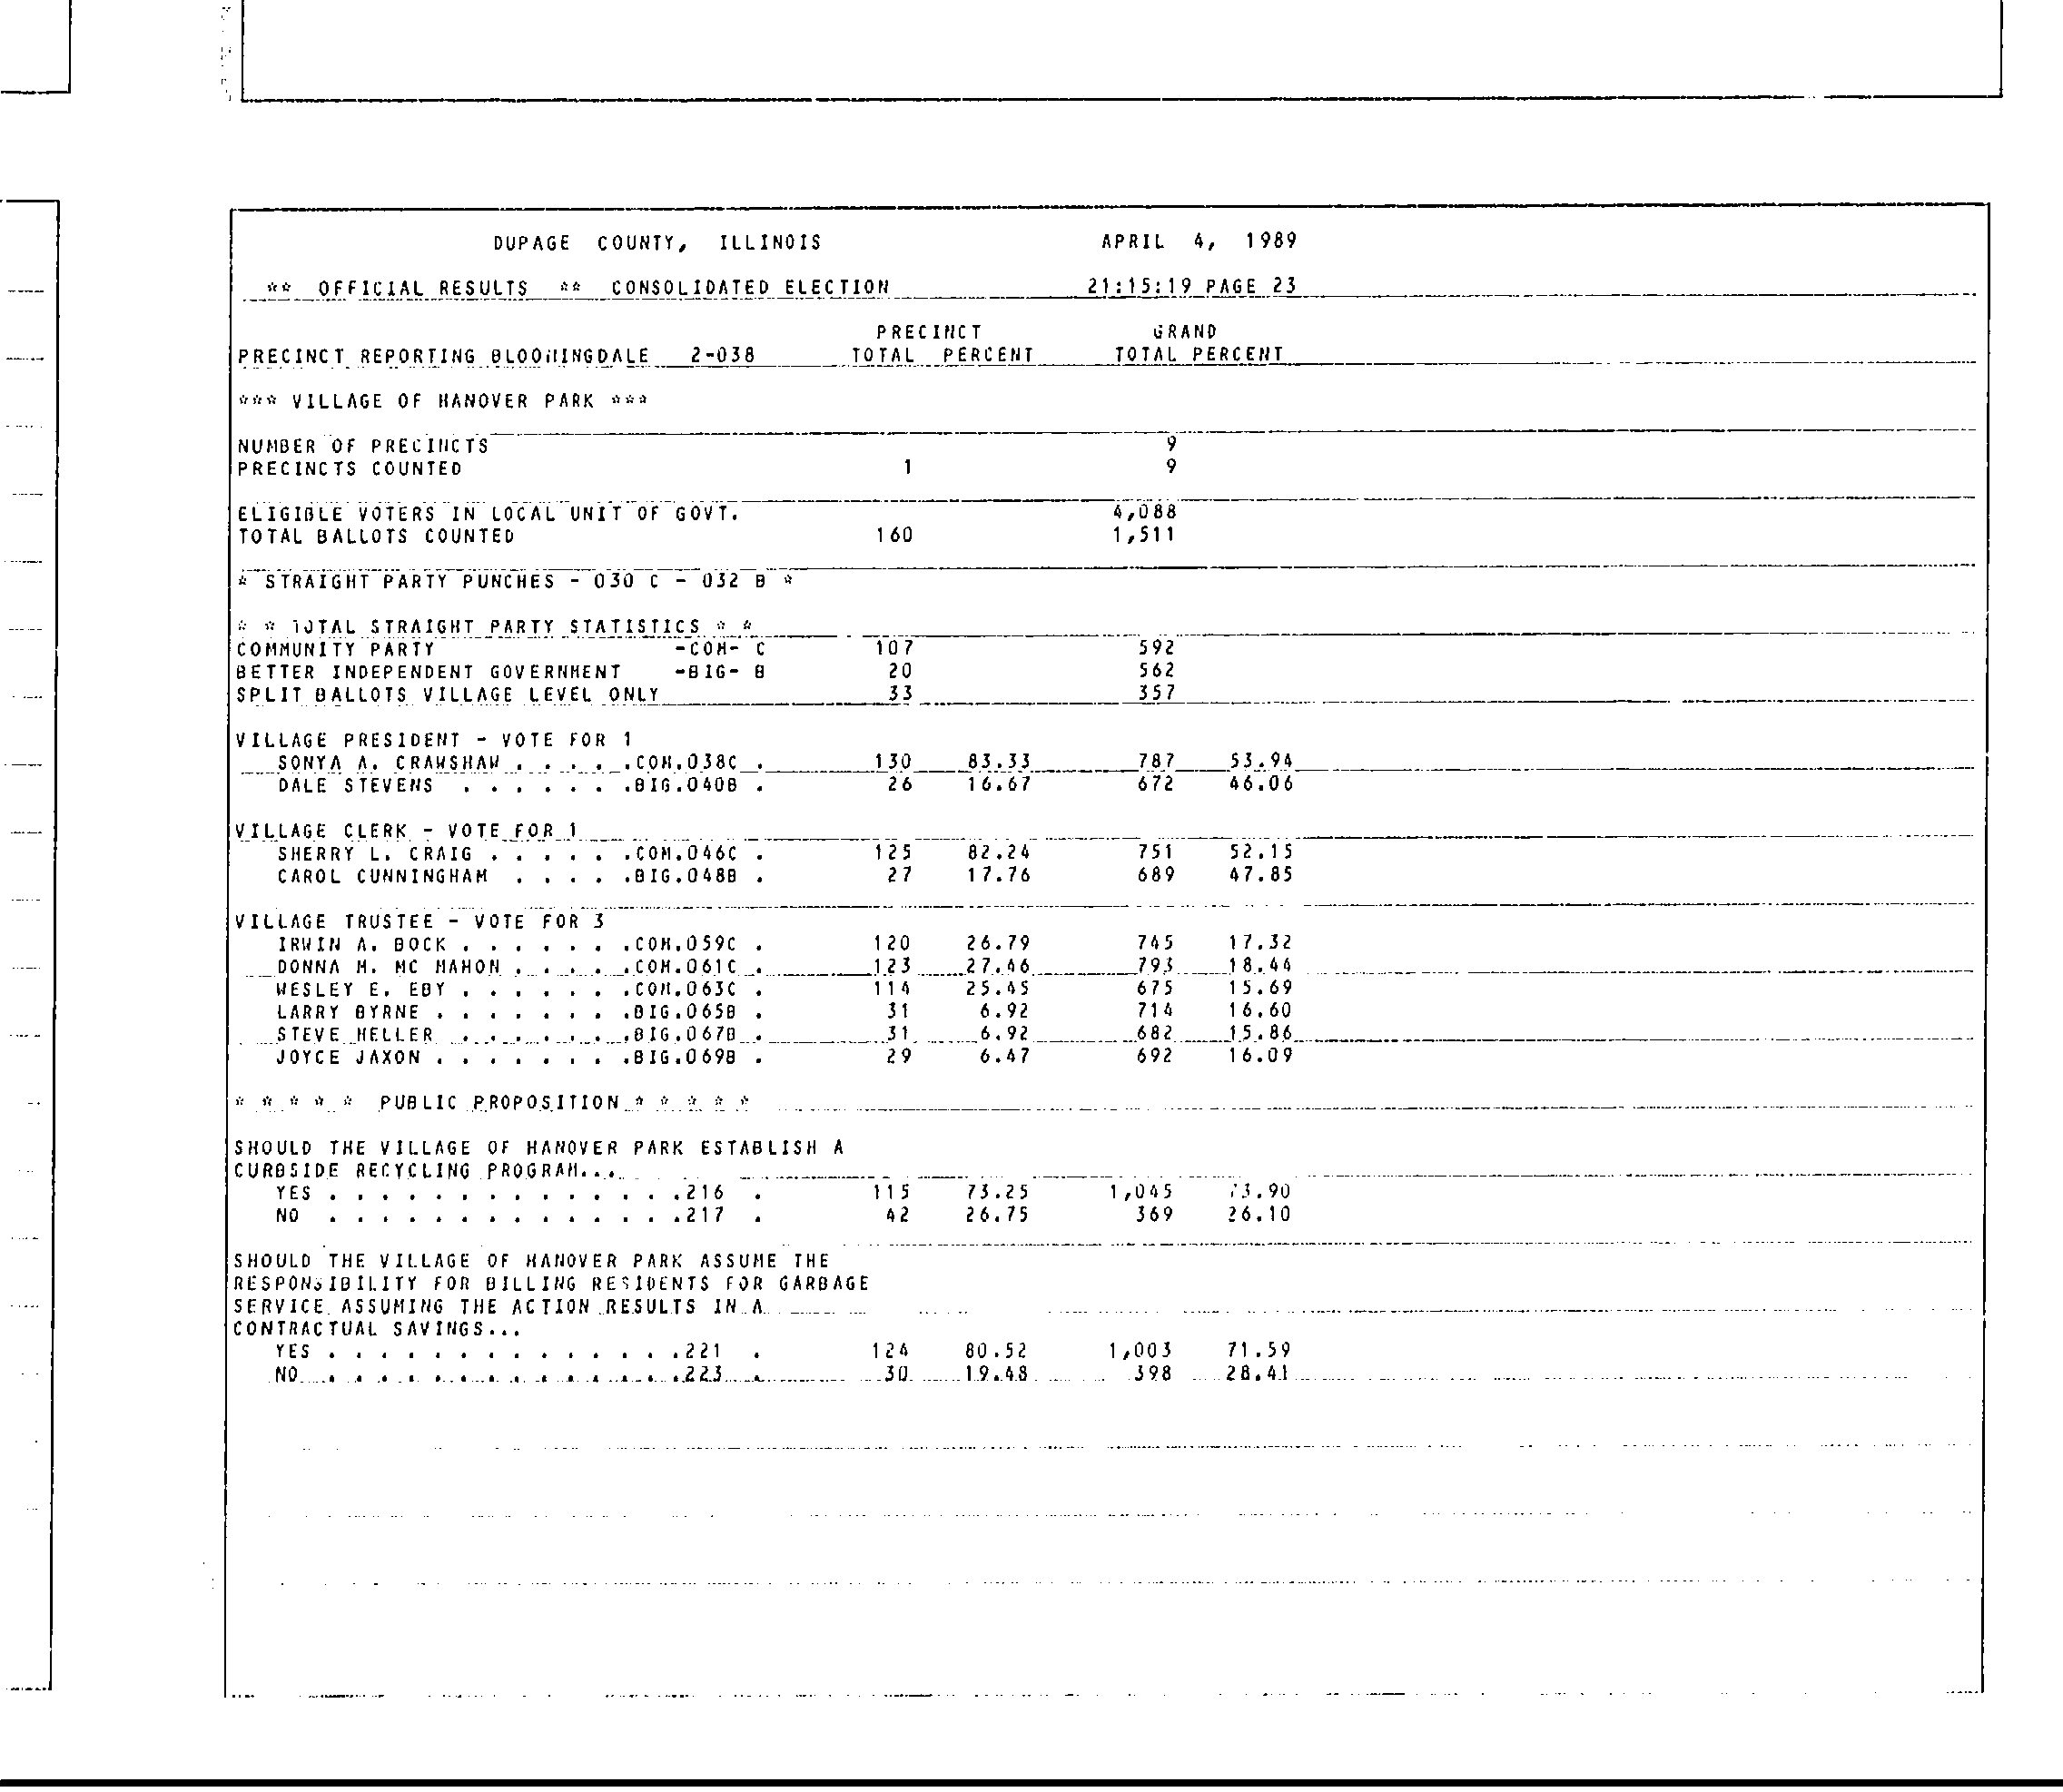 DUPAGE COUNTY, ILLINOIS APRIL 4, 1989
** OFFICIAL RESULTS ** CONSOLIDATED ELECTION 21:15:19 PAGE 23
PRECINCT GRAND
PRECINCT REPORTING BLOOMINGDALE 2-038 TOTAL PERCENT TOTAL PERCENT
*** VILLAGE OF HANOVER PARK ***
NUMBER OF PRECINCTS 9
PRECINCTS COUNTED 1 9
ELIGIBLE VOTERS IN LOCAL UNIT OF GOVT. 4,088
TOTAL BALLOTS COUNTED 160 1,511
* STRAIGHT PARTY PUNCHES - 030 C - 032 B *
* * TOTAL STRAIGHT PARTY STATISTICS * *
COMMUNITY PARTY -COM- C 107 592
BETTER INDEPENDENT GOVERNMENT -BIG- B 20 562
SPLIT BALLOTS VILLAGE LEVEL ONLY 33 357
VILLAGE PRESIDENT - VOTE FOR 1
SONYA A. CRAWSHAW . . . . .COM.038C . 130 83.33 787 53.94
DALE STEVENS . . . . . . .BIG.040B . 26 16.67 672 46.06
VILLAGE CLERK - VOTE FOR 1
SHERRY L. CRAIG . . . . . .COM.046C . 125 82.24 751 52.15
CAROL CUNNINGHAM . . . . .BIG.048B . 27 17.76 689 47.85
VILLAGE TRUSTEE - VOTE FOR 3
IRWIN A. BOCK . . . . . . .COM.059C . 120 26.79 745 17.32
DONNA M. MC MAHON . . . . .COM.061C . 123 27.46 793 18.44
WESLEY E. EBY . . . . . . .COM.063C . 114 25.45 675 15.69
LARRY BYRNE . . . . . . . .BIG.065B . 31 6.92 714 16.60
STEVE HELLER . . . . . . .BIG.067B . 31 6.92 682 15.86
JOYCE JAXON . . . . . . . .BIG.069B . 29 6.47 692 16.09
* * * * * PUBLIC PROPOSITION * * * * *
SHOULD THE VILLAGE OF HANOVER PARK ESTABLISH A
CURBSIDE RECYCLING PROGRAM...
YES . . . . . . . . . . . . . .216 . 115 73.25 1,045 73.90
NO . . . . . . . . . . . . . .217 . 42 26.75 369 26.10
SHOULD THE VILLAGE OF HANOVER PARK ASSUME THE
RESPONSIBILITY FOR BILLING RESIDENTS FOR GARBAGE
SERVICE ASSUMING THE ACTION RESULTS IN A
CONTRACTUAL SAVINGS...
YES . . . . . . . . . . . . . .221 . 124 80.52 1,003 71.59
NO . . . . . . . . . . . . . .223 . 30 19.48 398 28.41